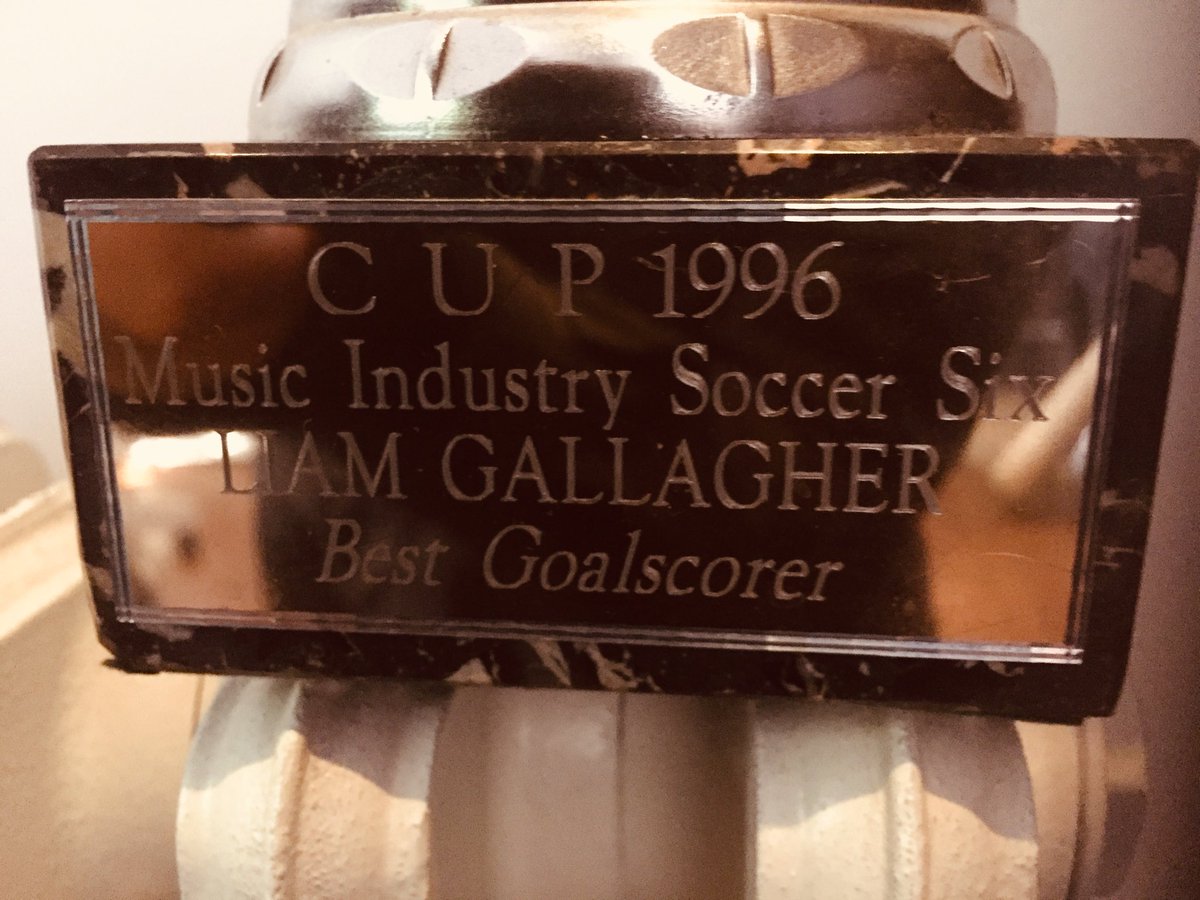 C U P 1996
Music Industry Soccer Six
LIAM GALLAGHER
Best Goalscorer